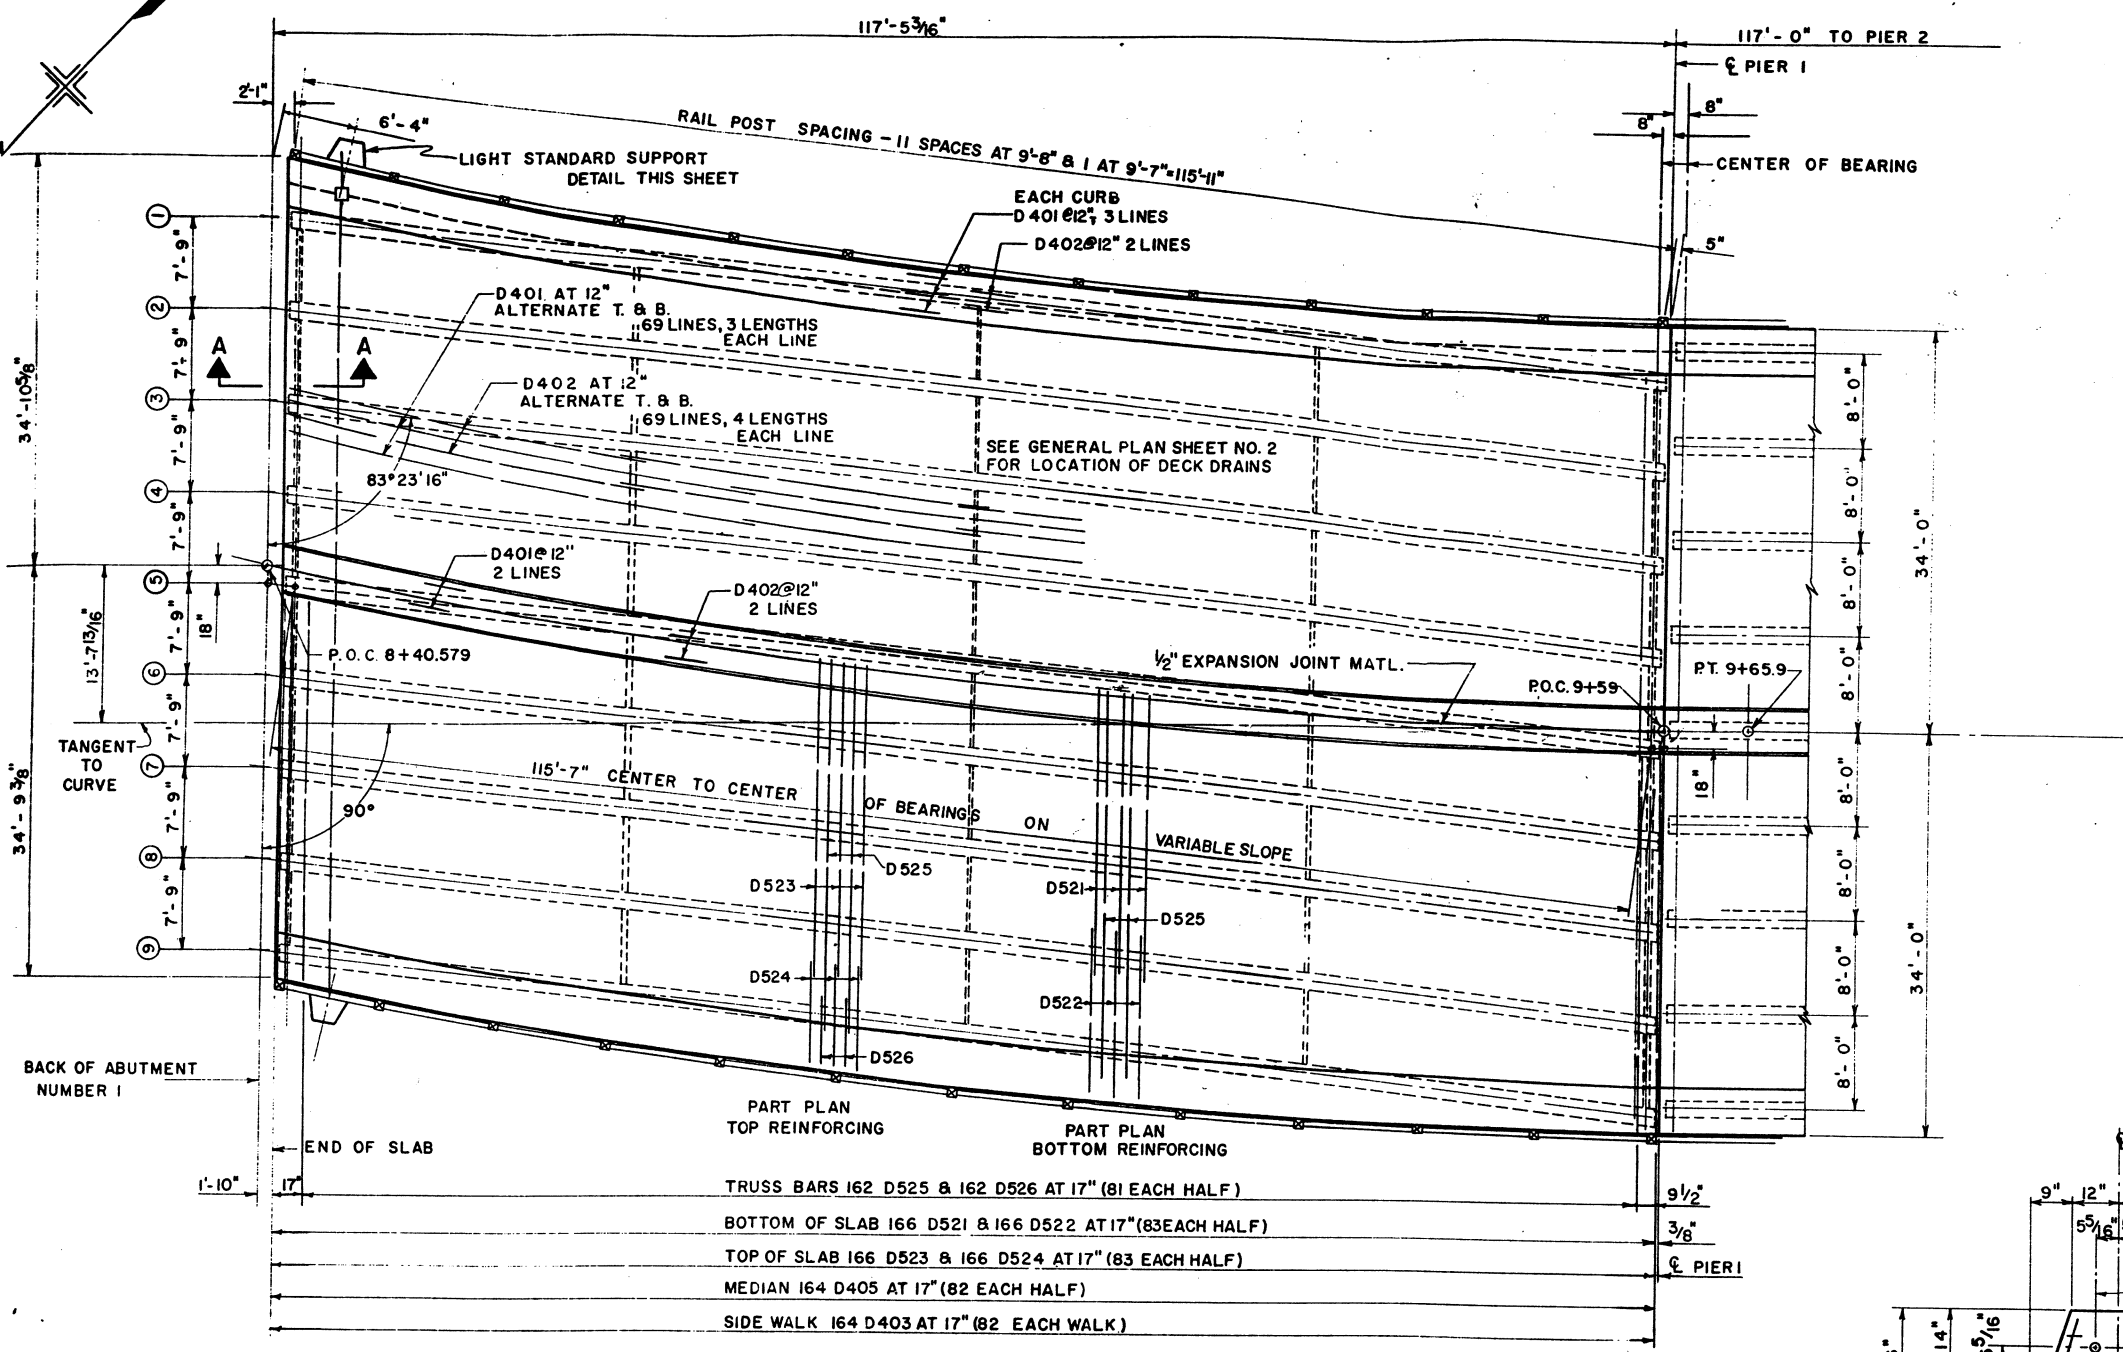 117'-5 3/16"
117'-0" TO PIER 2
℄ PIER 1
2'-1"
6'-4"
8"
8"
RAIL POST SPACING - 11 SPACES AT 9'-8" & 1 AT 9'-7"=115'-11"
LIGHT STANDARD SUPPORT
DETAIL THIS SHEET
CENTER OF BEARING
EACH CURB
D401@12", 3 LINES
D402@12" 2 LINES
5"
1
2
3
4
5
6
7
8
9
7'-9"
7'-9"
7'-9"
7'-9"
7'-9"
7'-9"
7'-9"
7'-9"
34'-10 5/8"
34'-9 3/8"
13'-7 13/16"
18"
A
A
D401 AT 12"
ALTERNATE T. & B.
69 LINES, 3 LENGTHS
EACH LINE
D402 AT 12"
ALTERNATE T. & B.
69 LINES, 4 LENGTHS
EACH LINE
SEE GENERAL PLAN SHEET NO. 2
FOR LOCATION OF DECK DRAINS
83°23'16"
D401@12"
2 LINES
D402@12"
2 LINES
P.O.C. 8+40.579
1/2" EXPANSION JOINT MATL.
P.O.C. 9+59
P.T. 9+65.9
TANGENT
TO
CURVE
90°
115'-7" CENTER TO CENTER OF BEARINGS ON VARIABLE SLOPE
18"
8'-0"
8'-0"
8'-0"
8'-0"
8'-0"
8'-0"
8'-0"
8'-0"
34'-0"
34'-0"
D525
D523
D521
D525
D524
D522
D526
BACK OF ABUTMENT
NUMBER 1
PART PLAN
TOP REINFORCING
PART PLAN
BOTTOM REINFORCING
END OF SLAB
1'-10"
17"
TRUSS BARS 162 D525 & 162 D526 AT 17" (81 EACH HALF)
9 1/2"
BOTTOM OF SLAB 166 D521 & 166 D522 AT 17" (83 EACH HALF)
3/8"
TOP OF SLAB 166 D523 & 166 D524 AT 17" (83 EACH HALF)
℄ PIER 1
MEDIAN 164 D405 AT 17" (82 EACH HALF)
SIDE WALK 164 D403 AT 17" (82 EACH WALK)
9"
12"
5 5/16"
14"
5/16"